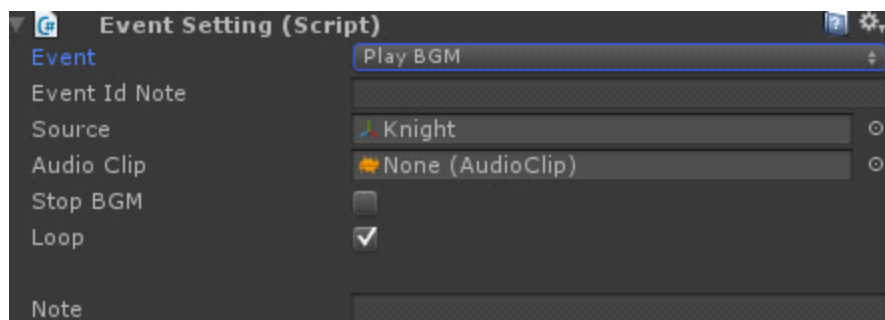 Event Setting (Script)
Event Play BGM
Event Id Note
Source Knight
Audio Clip None (AudioClip)
Stop BGM
Loop
Note